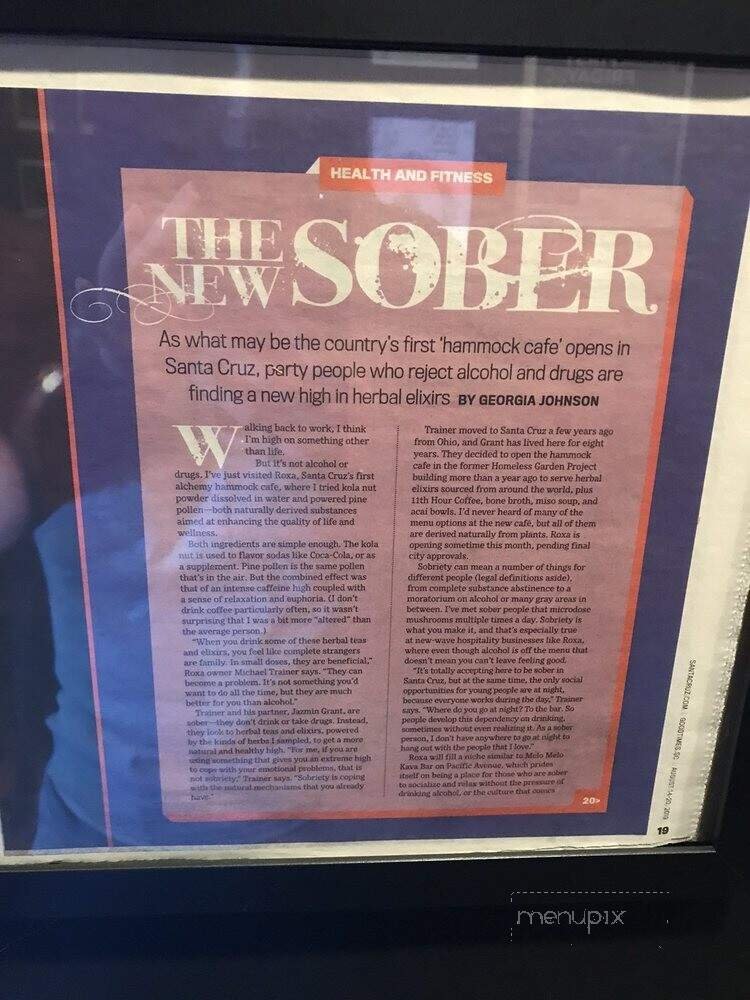 HEALTH AND FITNESS
THE
NEW SOBER
As what may be the country's first 'hammock cafe' opens in
Santa Cruz, party people who reject alcohol and drugs are
finding a new high in herbal elixirs BY GEORGIA JOHNSON
Walking back to work, I think
I'm high on something other
than life.
But it's not alcohol or
drugs. I've just visited Roxa, Santa Cruz's first
alchemy hammock cafe, where I tried kola nut
powder dissolved in water and powered pine
pollen—both naturally derived substances
aimed at enhancing the quality of life and
wellness.
Both ingredients are simple enough. The kola
nut is used to flavor sodas like Coca-Cola, or as
a supplement. Pine pollen is the same pollen
that's in the air. But the combined effect was
that of an intense caffeine high coupled with
a sense of relaxation and euphoria. (I don't
drink coffee particularly often, so it wasn't
surprising that I was a bit more "altered" than
the average person.)
"When you drink some of these herbal teas
and elixirs, you feel like complete strangers
are family. In small doses, they are beneficial,"
Roxa owner Michael Trainer says. "They can
become a problem. It's not something you'd
want to do all the time, but they are much
better for you than alcohol."
Trainer and his partner, Jazmin Grant, are
sober—they don't drink or take drugs. Instead,
they look to herbal teas and elixirs, powered
by the kinds of herbs I sampled, to get a more
natural and healthy high. "For me, if you are
using something that gives you an extreme high
to cope with your emotional problems, that is
not sobriety," Trainer says. "Sobriety is coping
with the natural mechanisms that you already
have."
Trainer moved to Santa Cruz a few years ago
from Ohio, and Grant has lived here for eight
years. They decided to open the hammock
cafe in the former Homeless Garden Project
building more than a year ago to serve herbal
elixirs sourced from around the world, plus
11th Hour Coffee, bone broth, miso soup, and
acai bowls. I'd never heard of many of the
menu options at the new café, but all of them
are derived naturally from plants. Roxa is
opening sometime this month, pending final
city approvals.
Sobriety can mean a number of things for
different people (legal definitions aside),
from complete substance abstinence to a
moratorium on alcohol or many gray areas in
between. I've met sober people that microdose
mushrooms multiple times a day. Sobriety is
what you make it, and that's especially true
at new-wave hospitality businesses like Roxa,
where even though alcohol is off the menu that
doesn't mean you can't leave feeling good.
"It's totally accepting here to be sober in
Santa Cruz, but at the same time, the only social
opportunities for young people are at night,
because everyone works during the day," Trainer
says. "Where do you go at night? To the bar. So
people develop this dependency on drinking,
sometimes without even realizing it. As a sober
person, I don't have anywhere to go at night to
hang out with the people that I love."
Roxa will fill a niche similar to Melo Melo
Kava Bar on Pacific Avenue, which prides
itself on being a place for those who are sober
to socialize and relax without the pressure of
drinking alcohol, or the culture that comes
20>
SANTACRUZ.COM | GOODTIMES.SC | AUGUST 14-20, 2019
19
menupix